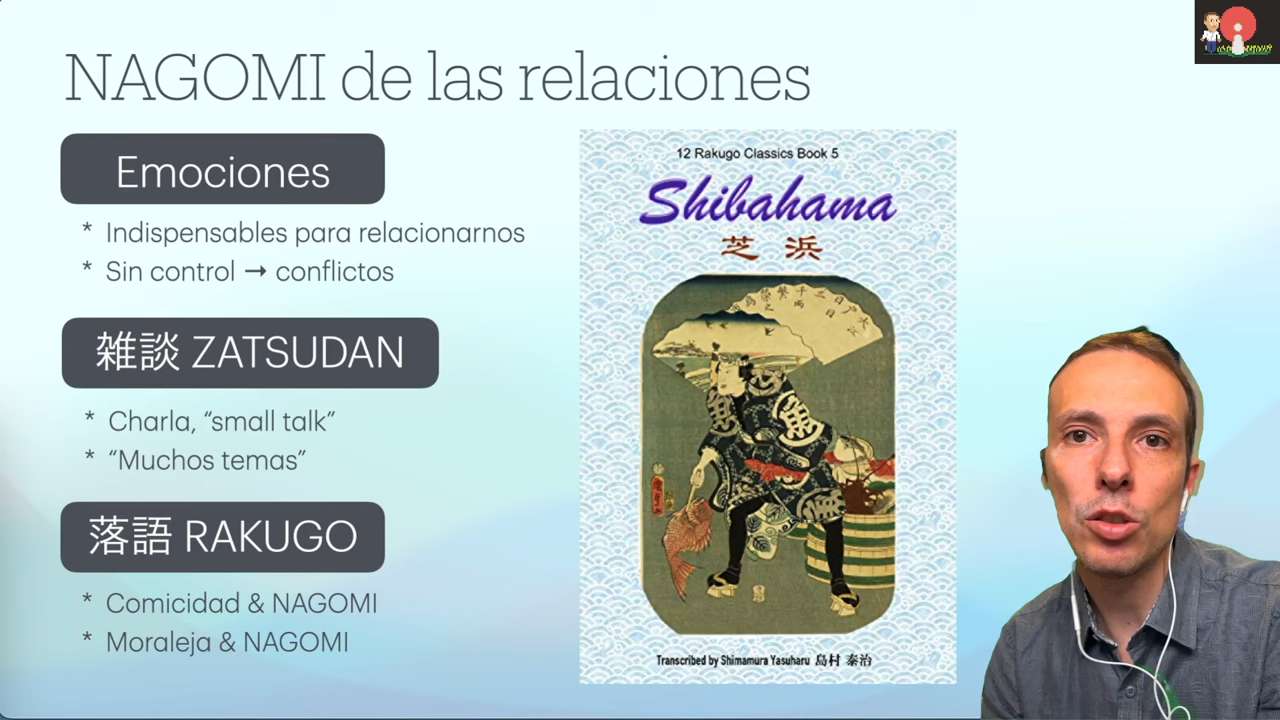 NAGOMI de las relaciones
Emociones
* Indispensables para relacionarnos
* Sin control → conflictos
雑談 ZATSUDAN
* Charla, “small talk”
* “Muchos temas”
落語 RAKUGO
* Comicidad & NAGOMI
* Moraleja & NAGOMI
12 Rakugo Classics Book 5
Shibahama
芝 浜
Transcribed by Shimamura Yasuharu 島村 泰治